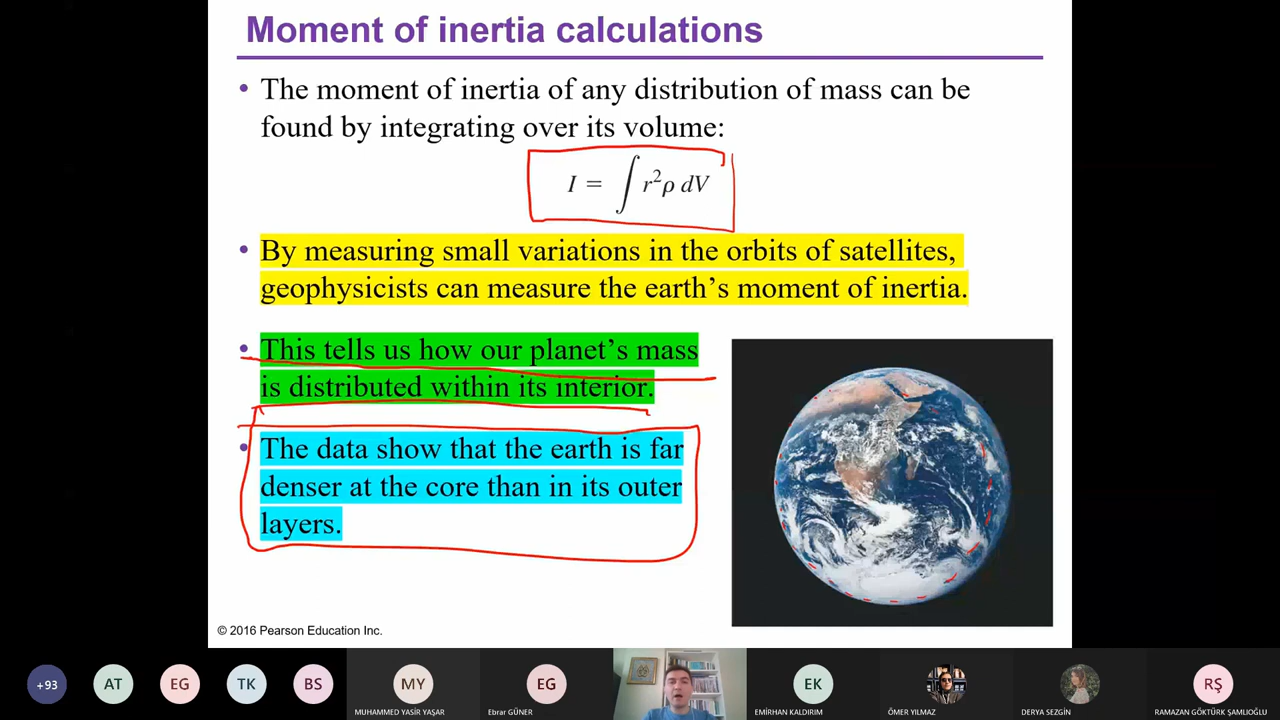 Moment of inertia calculations
• The moment of inertia of any distribution of mass can be
found by integrating over its volume:
I = ∫ r²ρ dV
• By measuring small variations in the orbits of satellites,
geophysicists can measure the earth's moment of inertia.
• This tells us how our planet's mass
is distributed within its interior.
• The data show that the earth is far
denser at the core than in its outer
layers.
© 2016 Pearson Education Inc.
+93 AT EG TK BS MY EG EK RŞ
MUHAMMED YASİR YAŞAR Ebrar GÜNER EMİRHAN KALDIRIM ÖMER YILMAZ DERYA SEZGİN RAMAZAN GÖKTÜRK ŞAMLIOĞLU